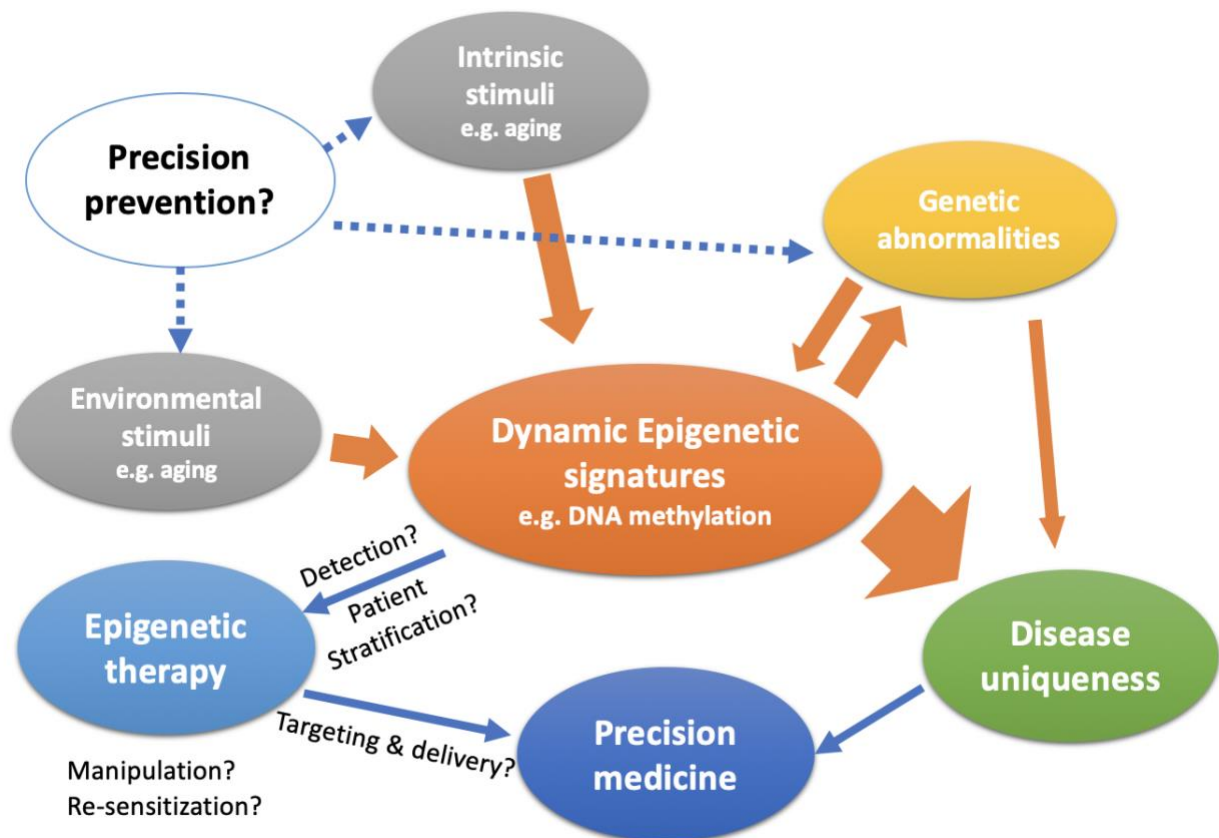 Intrinsic
stimuli
e.g. aging
Precision
prevention?
Genetic
abnormalities
Environmental
stimuli
e.g. aging
Dynamic Epigenetic
signatures
e.g. DNA methylation
Detection?
Patient
Stratification?
Epigenetic
therapy
Disease
uniqueness
Targeting & delivery?
Precision
medicine
Manipulation?
Re-sensitization?